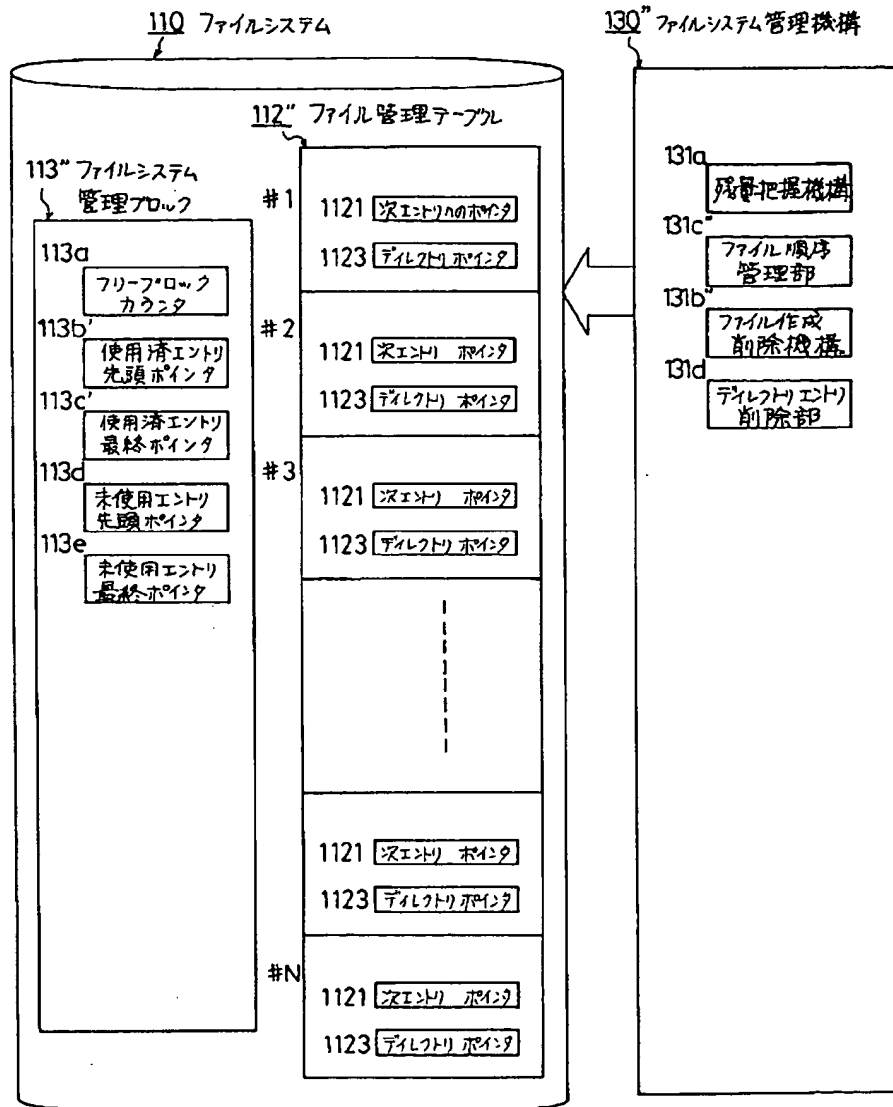 110 ファイルシステム
130" ファイルシステム管理機構
112" ファイル管理テーブル
113" ファイルシステム
管理ブロック
113a
フリーブロック
カウンタ
113b'
使用済エントリ
先頭ポインタ
113c'
使用済エントリ
最終ポインタ
113d
未使用エントリ
先頭ポインタ
113e
未使用エントリ
最終ポインタ
#1
1121 次エントリへのポインタ
1123 ディレクトリポインタ
#2
1121 次エントリ ポインタ
1123 ディレクトリ ポインタ
#3
1121 次エントリ ポインタ
1123 ディレクトリ ポインタ
1121 次エントリ ポインタ
1123 ディレクトリポインタ
#N
1121 次エントリ ポインタ
1123 ディレクトリ ポインタ
131a
残量把握機構
131c"
ファイル順序
管理部
131b"
ファイル作成
削除機構
131d
ディレクトリエントリ
削除部